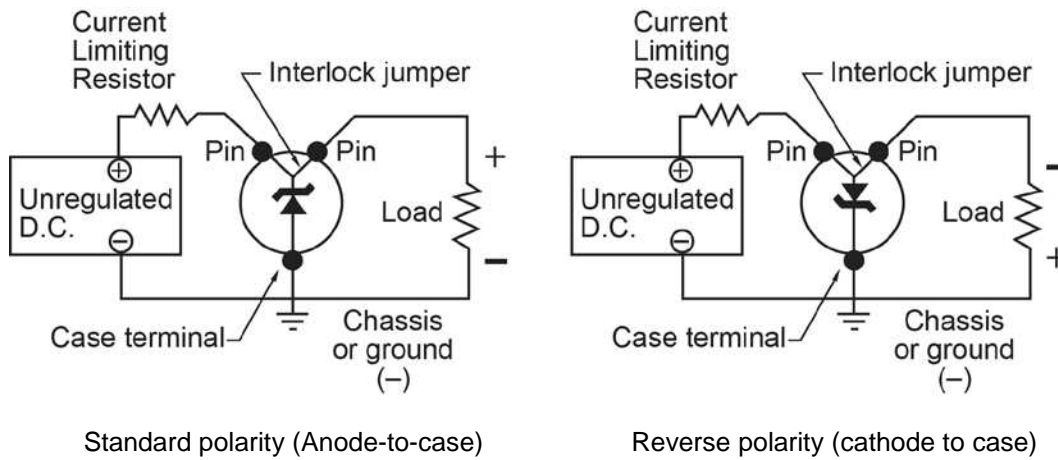 Current
Limiting
Resistor
Interlock jumper
Pin
Pin
+
+
Unregulated
D.C.
−
Load
−
Case terminal
Chassis
or ground
(–)
Standard polarity (Anode-to-case)
Current
Limiting
Resistor
Interlock jumper
Pin
Pin
−
+
Unregulated
D.C.
−
Load
+
Case terminal
Chassis
or ground
(–)
Reverse polarity (cathode to case)